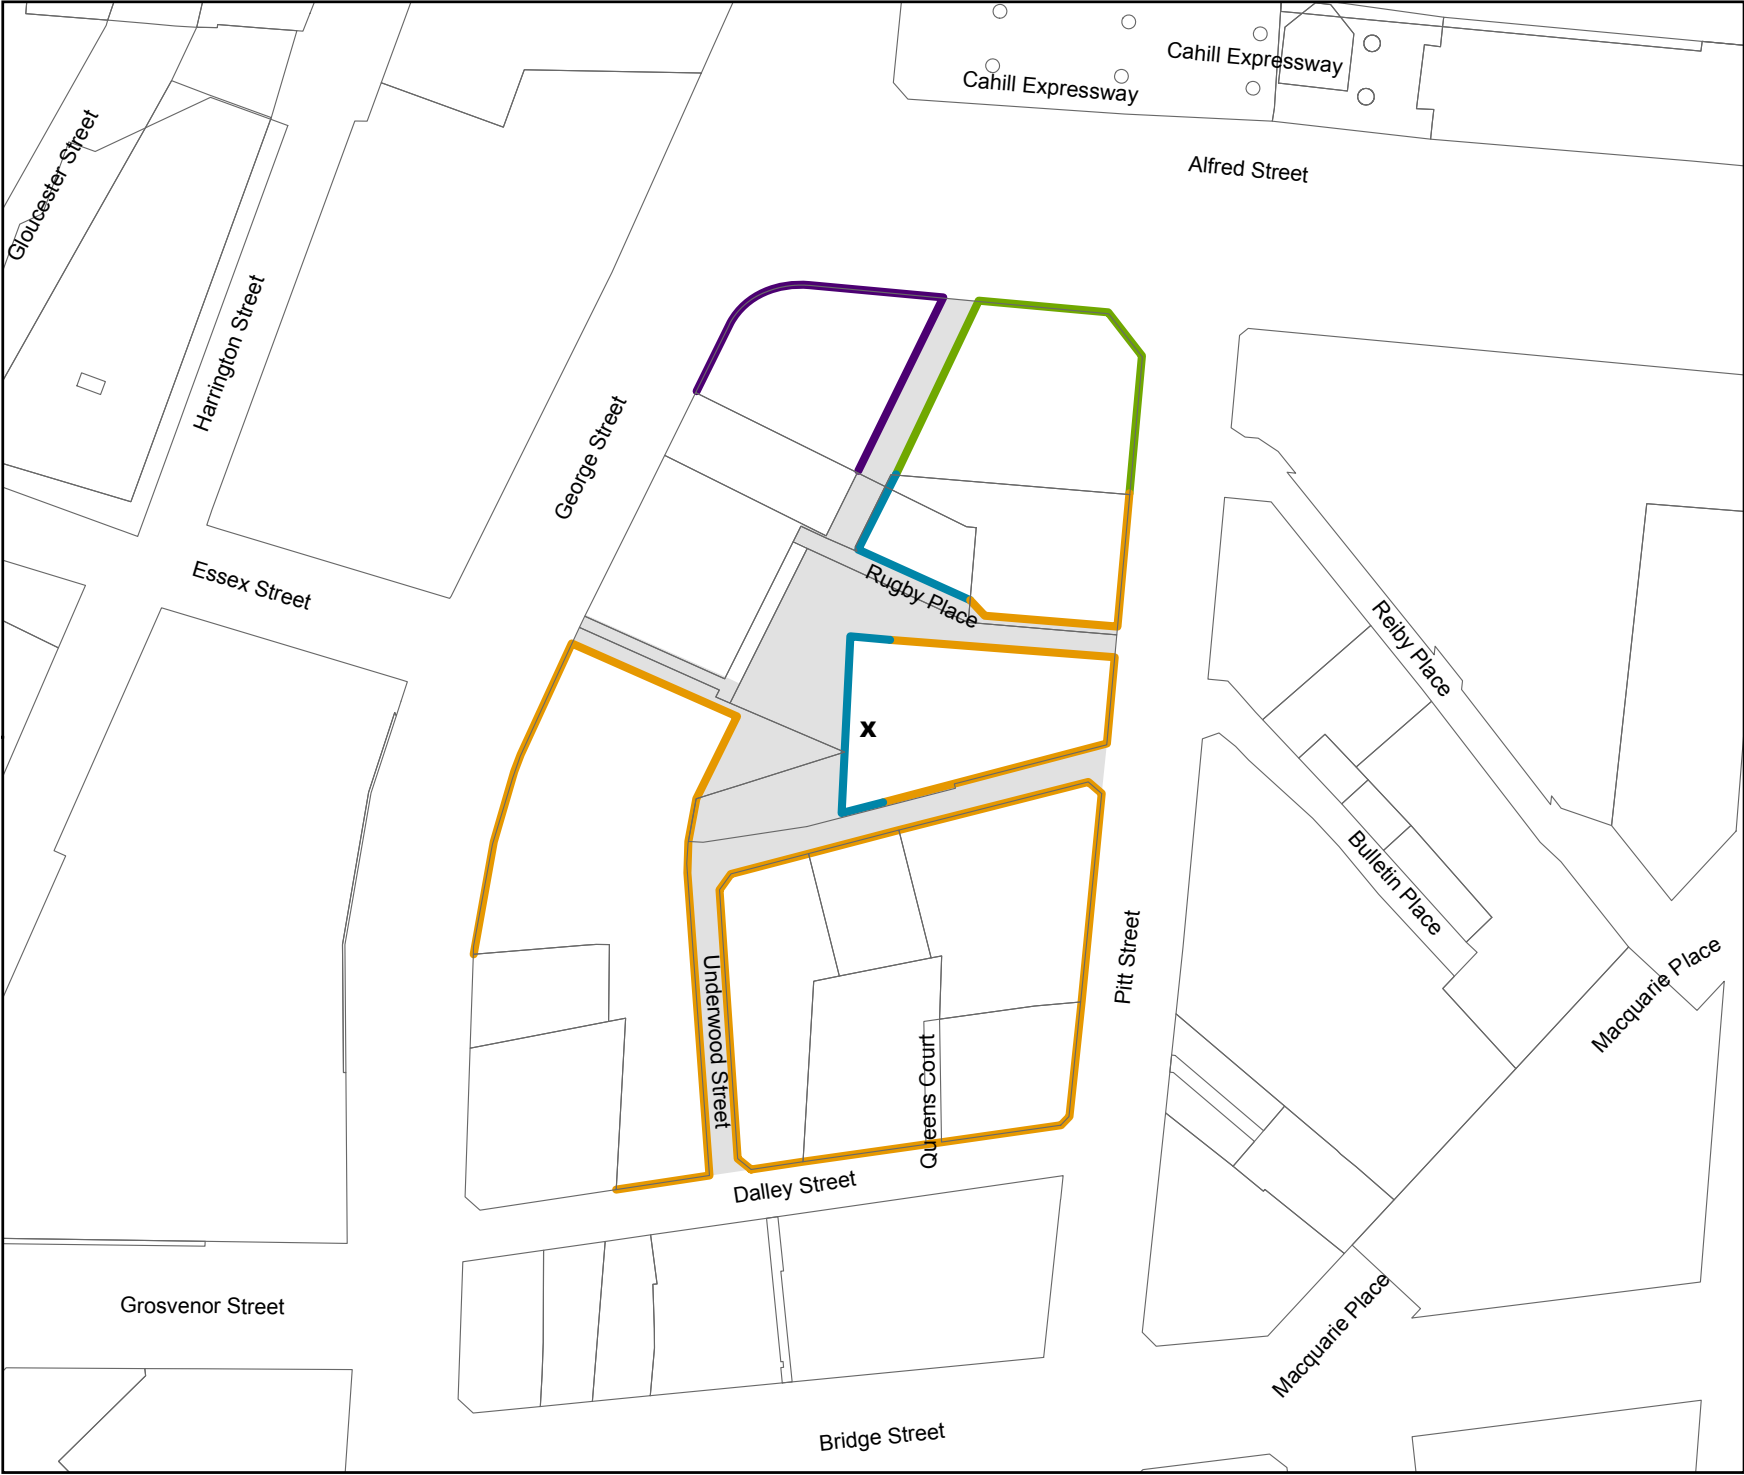 Cahill Expressway
Cahill Expressway
Alfred Street
Gloucester Street
Harrington Street
George Street
Essex Street
Rugby Place
Reiby Place
x
Bulletin Place
Pitt Street
Underwood Street
Queens Court
Macquarie Place
Dalley Street
Grosvenor Street
Macquarie Place
Bridge Street